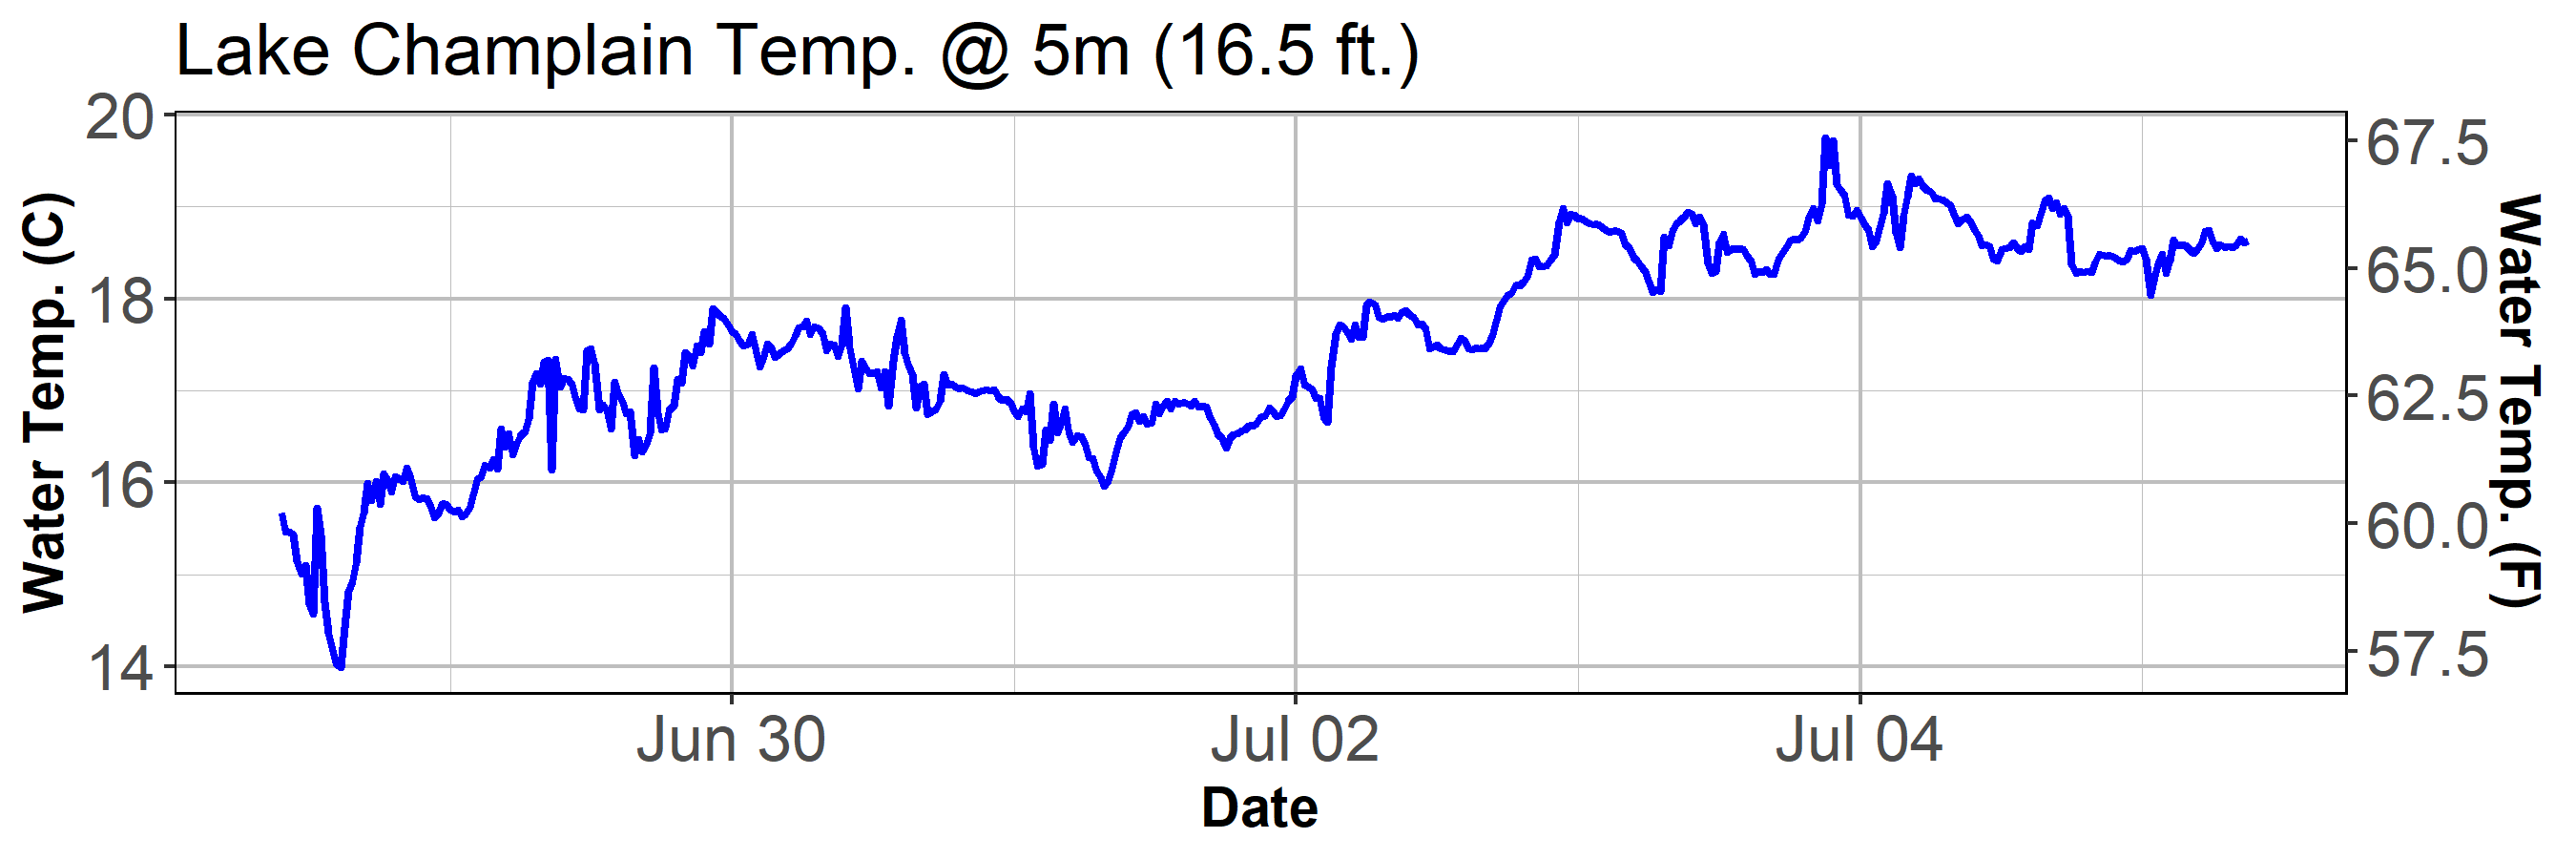 Lake Champlain Temp. @ 5m (16.5 ft.)
Water Temp. (C)
20
18
16
14
67.5
65.0
62.5
60.0
57.5
Water Temp. (F)
Jun 30
Jul 02
Jul 04
Date